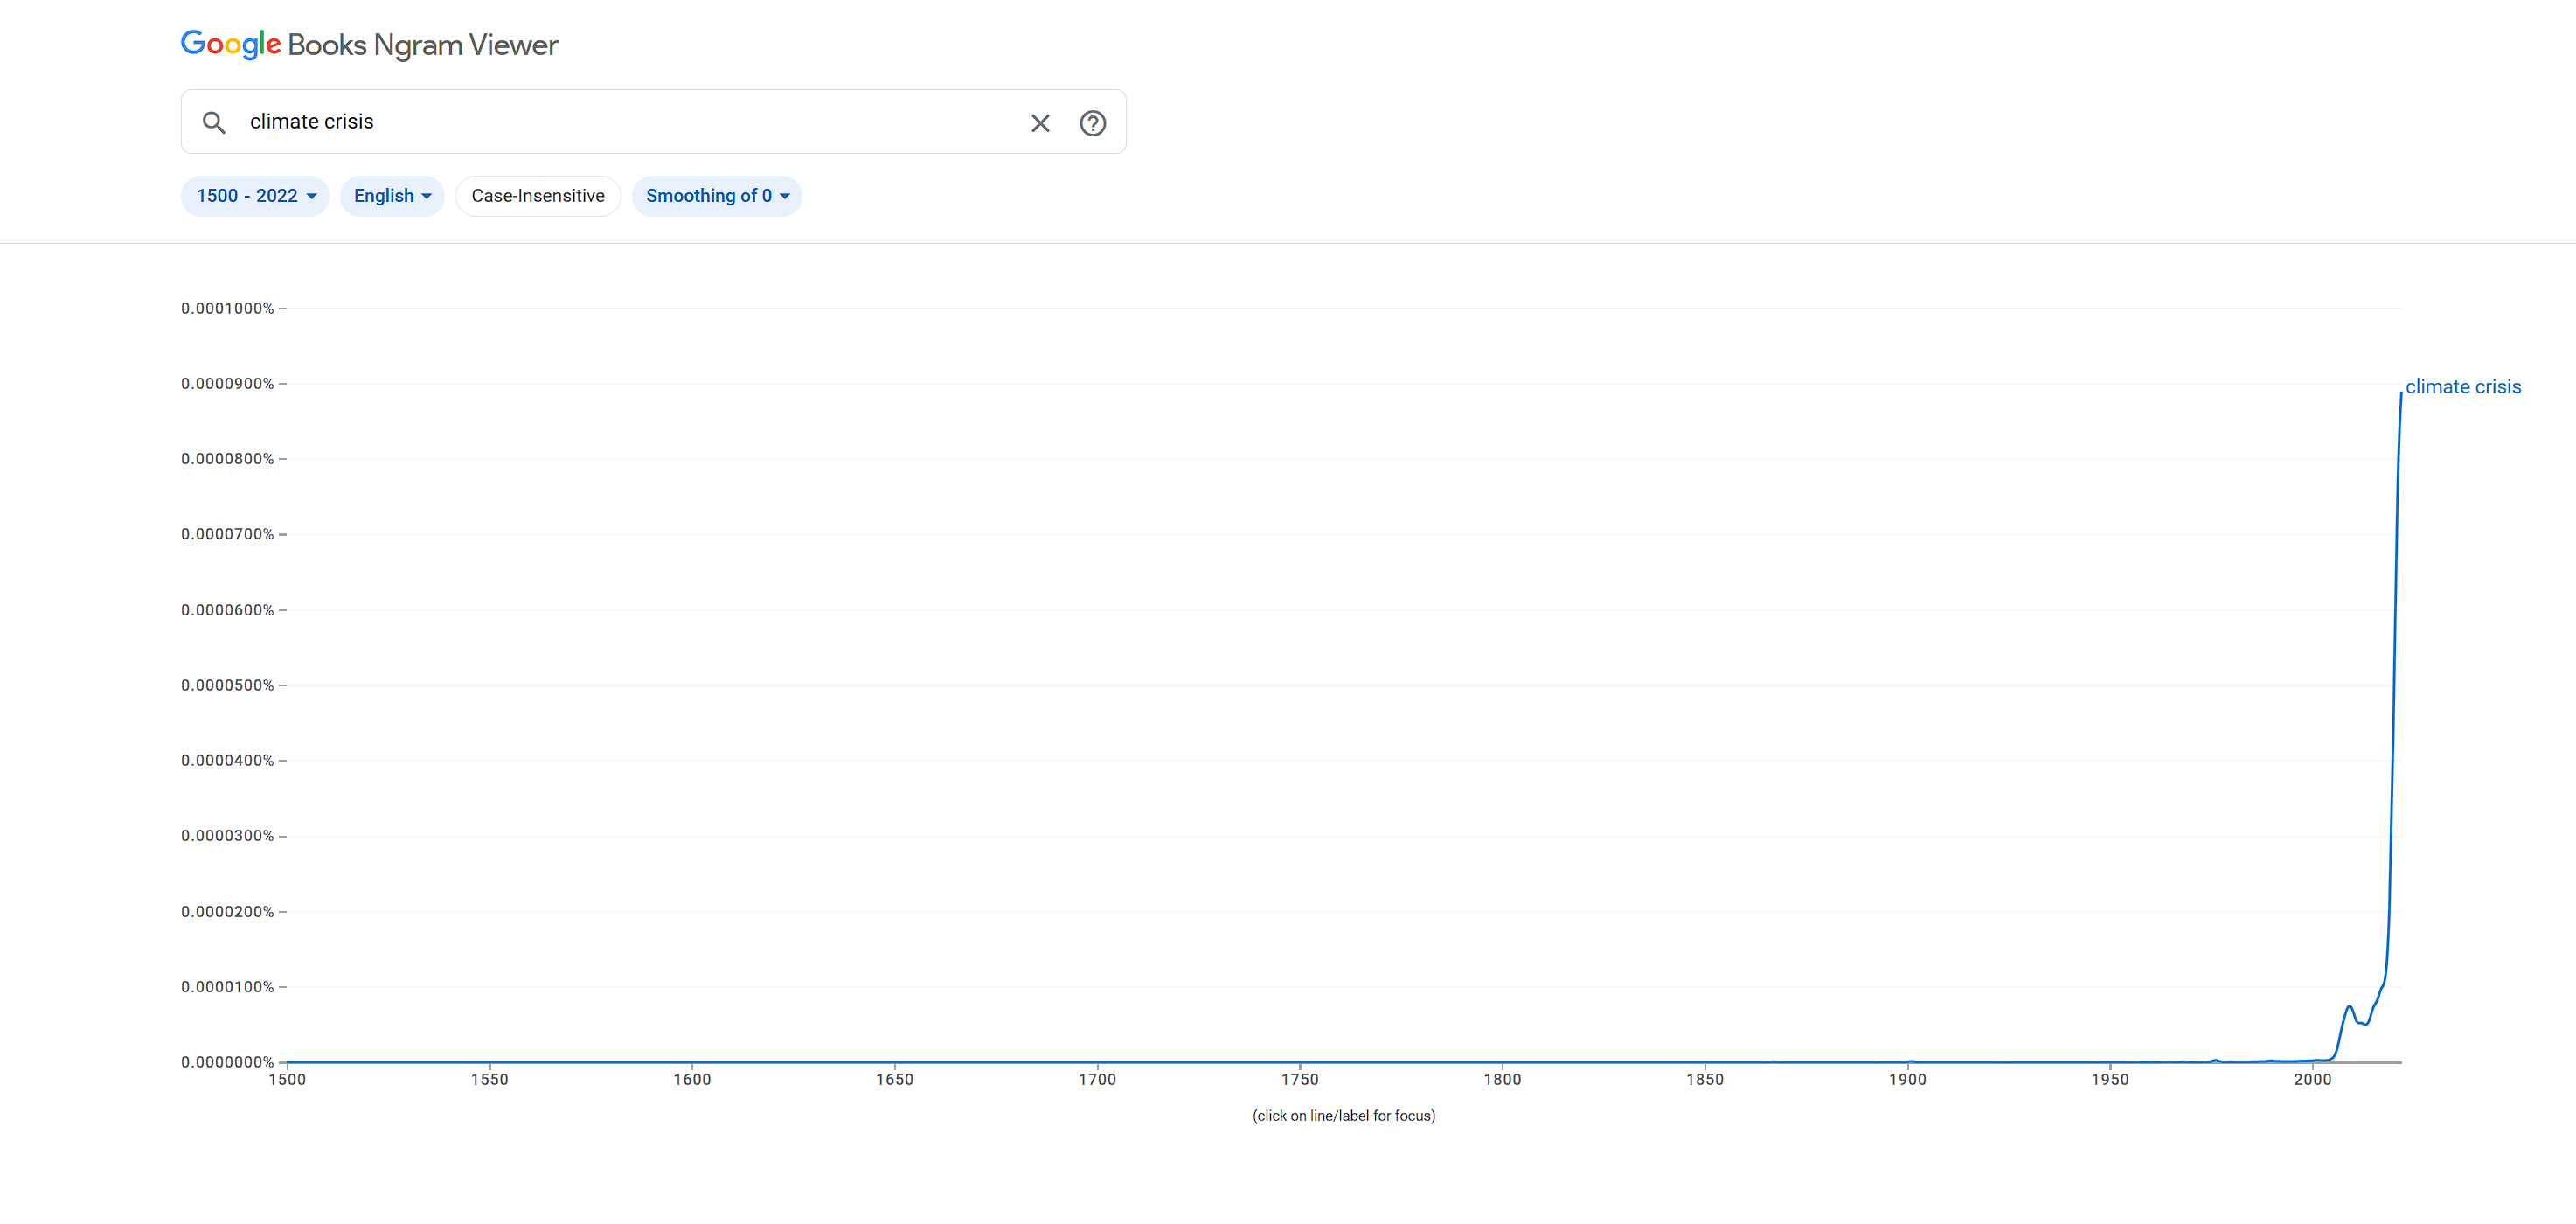 Google Books Ngram Viewer
climate crisis
1500 - 2022 English Case-Insensitive Smoothing of 0
0.0001000%
0.0000900%
climate crisis
0.0000800%
0.0000700%
0.0000600%
0.0000500%
0.0000400%
0.0000300%
0.0000200%
0.0000100%
0.0000000%
1500 1550 1600 1650 1700 1750 1800 1850 1900 1950 2000
(click on line/label for focus)